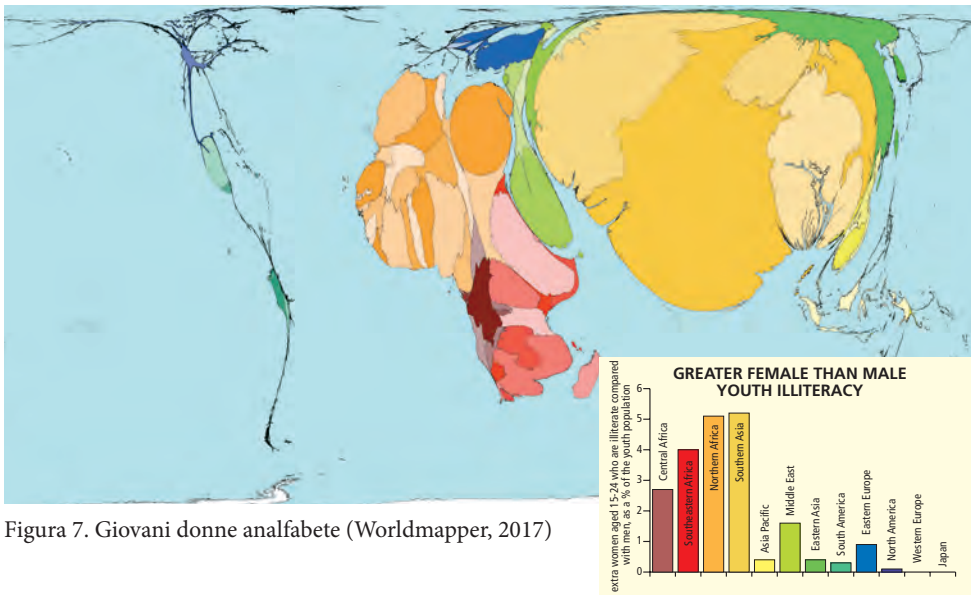 GREATER FEMALE THAN MALE
YOUTH ILLITERACY
extra women aged 15-24 who are illiterate compared
with men, as a % of the youth population
6
5
4
3
2
1
0
Central Africa
Southeastern Africa
Northern Africa
Southern Asia
Asia Pacific
Middle East
Eastern Asia
South America
Eastern Europe
North America
Western Europe
Japan
Figura 7. Giovani donne analfabete (Worldmapper, 2017)